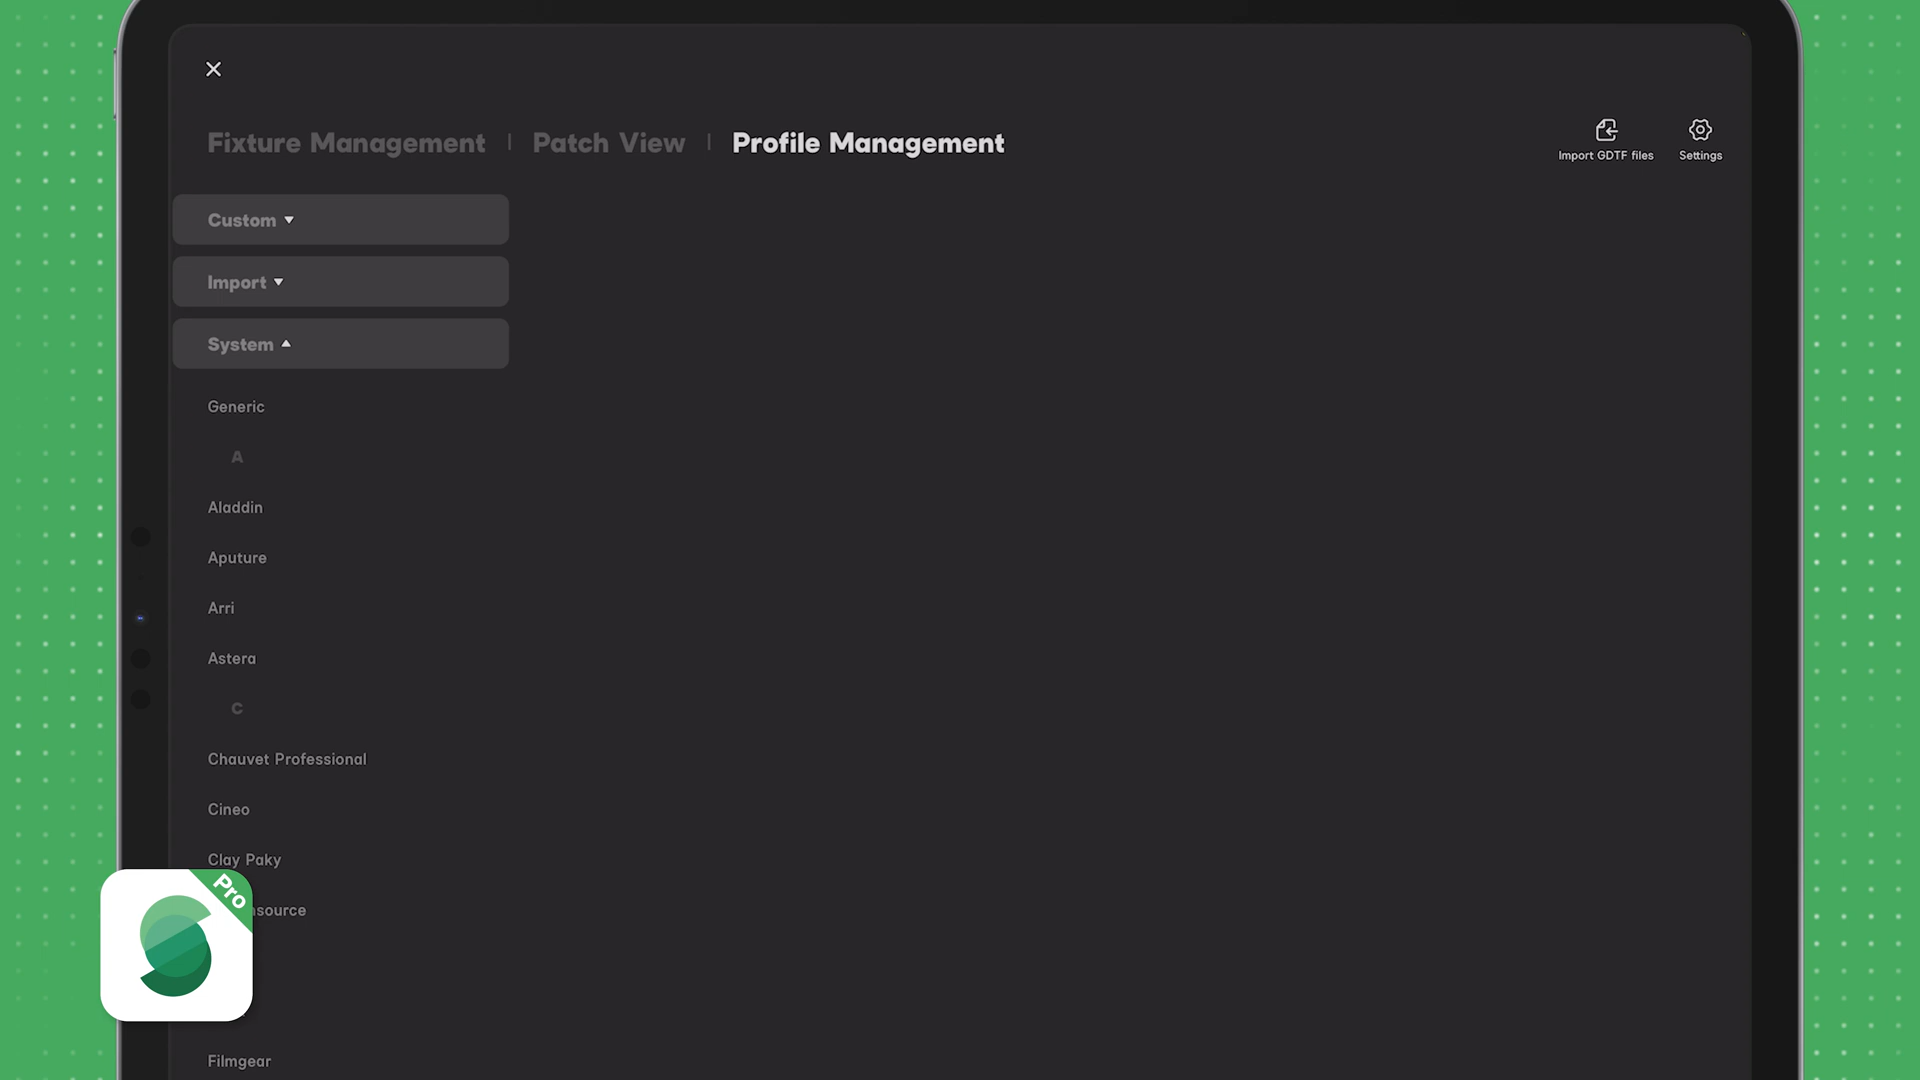 Fixture Management | Patch View | Profile Management
Import GDTF files
Settings
Custom
Import
System
Generic
A
Aladdin
Aputure
Arri
Astera
C
Chauvet Professional
Cineo
Clay Paky
Pro
Filmgear